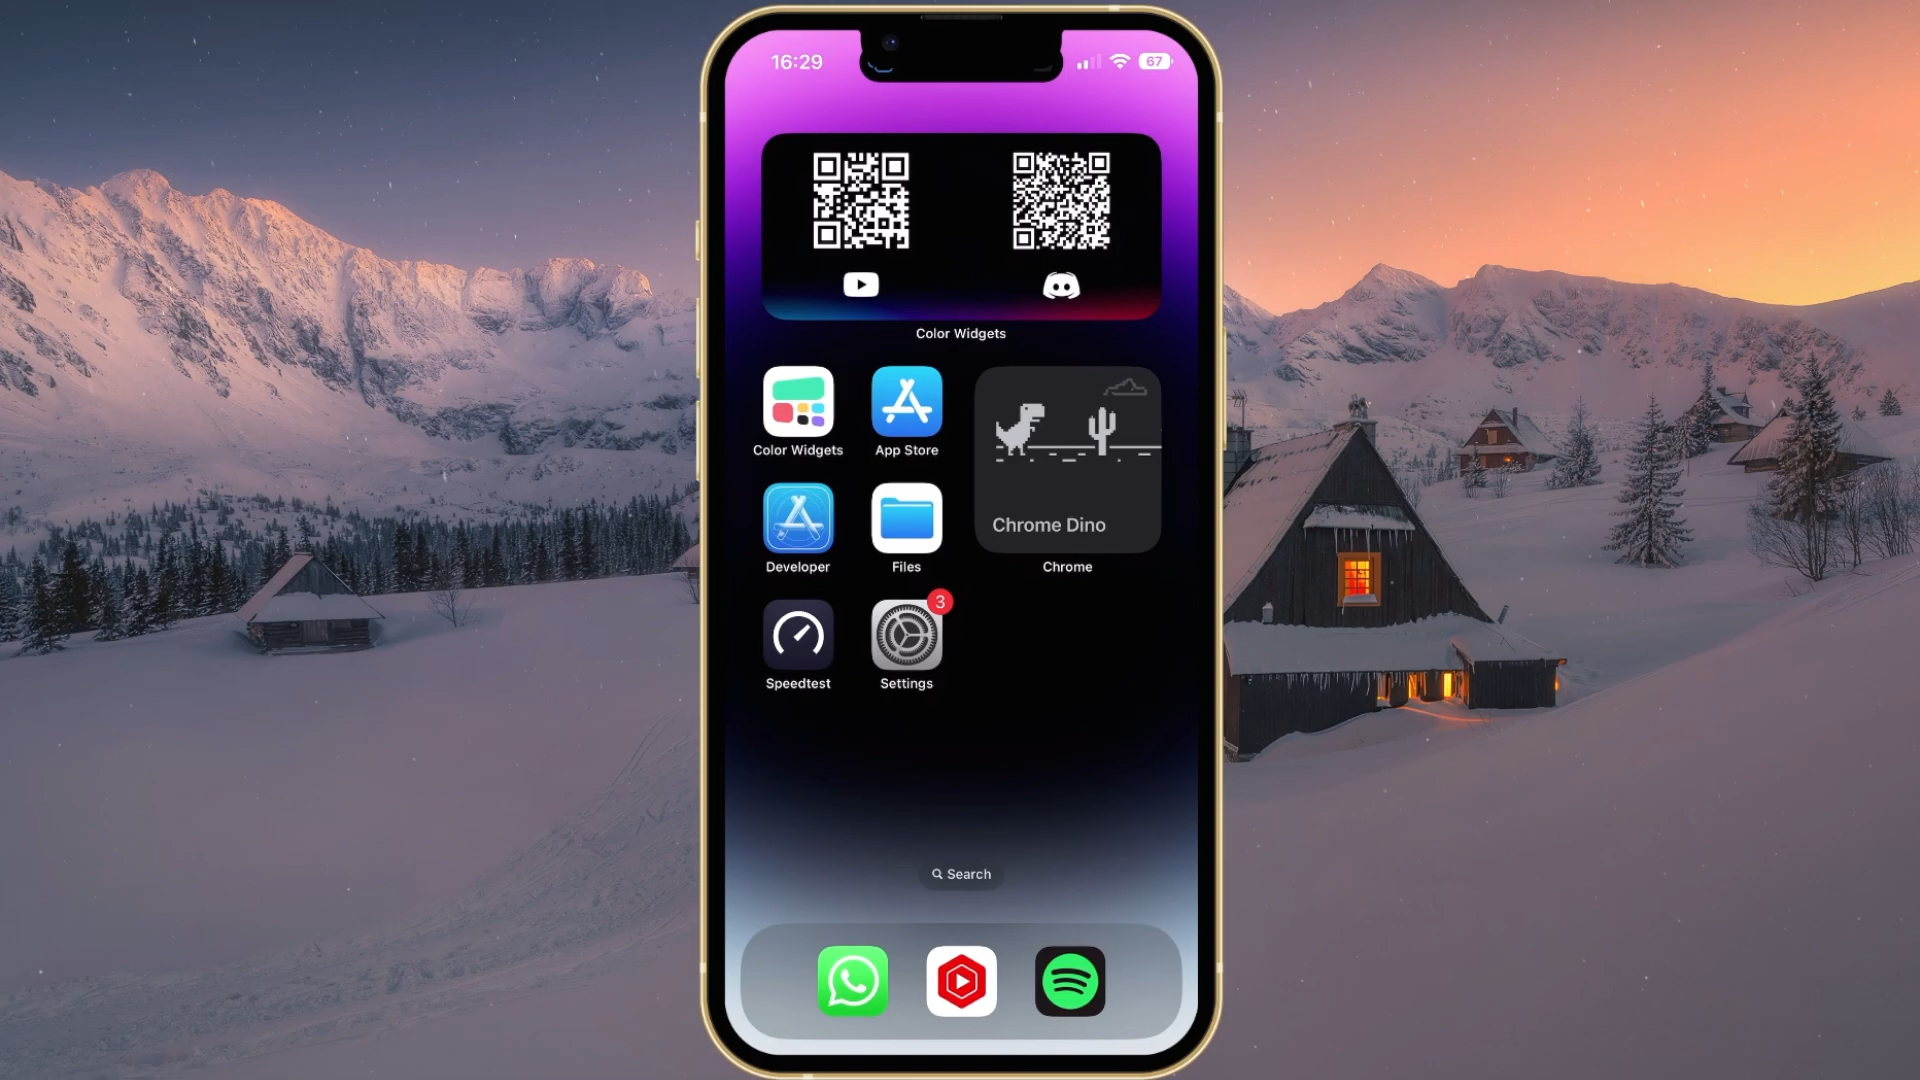 16:29
67
Color Widgets
Color Widgets
App Store
Chrome Dino
Developer
Files
Chrome
3
Speedtest
Settings
Search